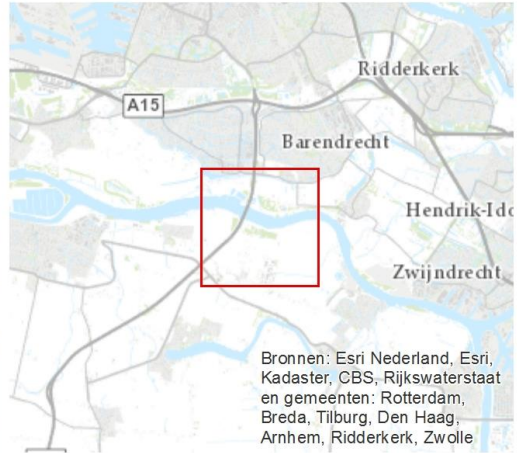 Ridderkerk
A15
Barendrecht
Hendrik-Ido
Zwijndrecht
Bronnen: Esri Nederland, Esri,
Kadaster, CBS, Rijkswaterstaat
en gemeenten: Rotterdam,
Breda, Tilburg, Den Haag,
Arnhem, Ridderkerk, Zwolle